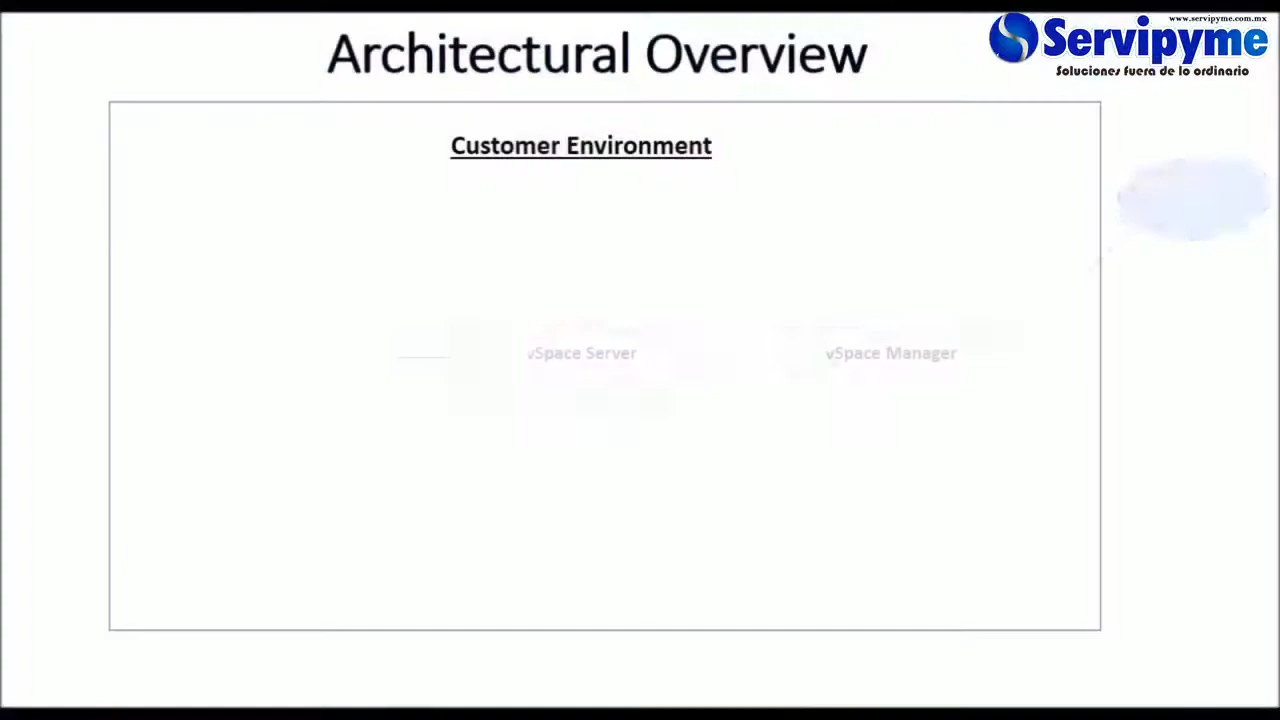 www.servipyme.com.mx
Servipyme
Soluciones fuera de lo ordinario
Architectural Overview
Customer Environment
vSpace Server
vSpace Manager